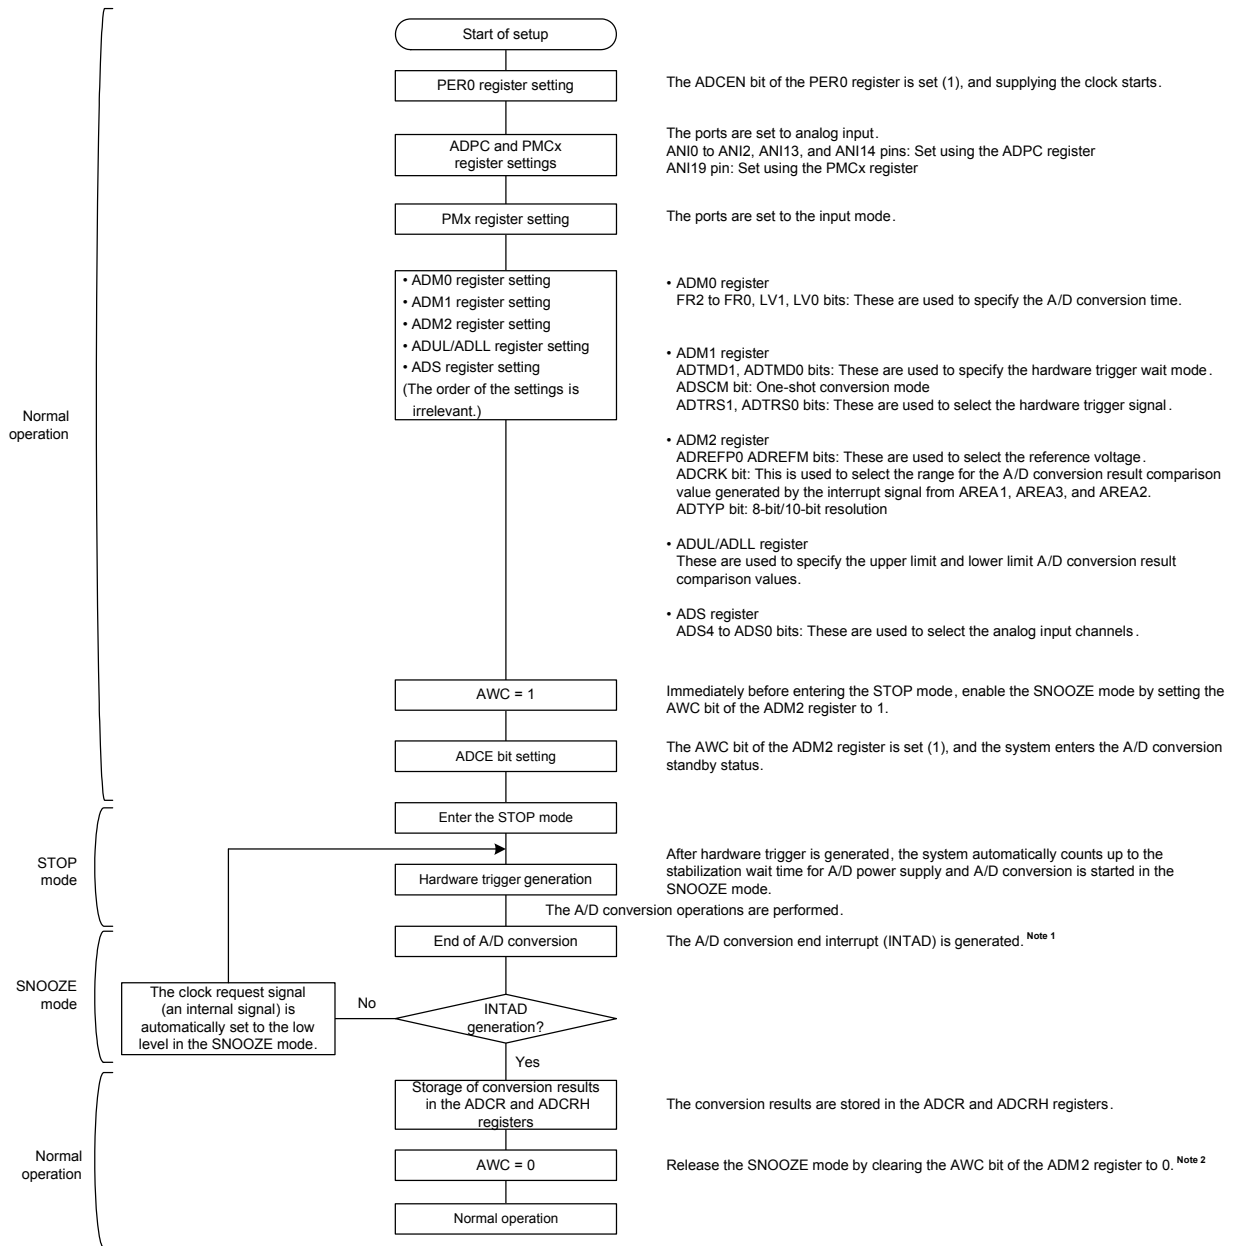 Start of setup
PER0 register setting
The ADCEN bit of the PER0 register is set (1), and supplying the clock starts.
ADPC and PMCx
register settings
The ports are set to analog input.
ANI0 to ANI2, ANI13, and ANI14 pins: Set using the ADPC register
ANI19 pin: Set using the PMCx register
PMx register setting
The ports are set to the input mode.
• ADM0 register setting
• ADM1 register setting
• ADM2 register setting
• ADUL/ADLL register setting
• ADS register setting
(The order of the settings is
irrelevant.)
• ADM0 register
FR2 to FR0, LV1, LV0 bits: These are used to specify the A/D conversion time.
• ADM1 register
ADTMD1, ADTMD0 bits: These are used to specify the hardware trigger wait mode.
ADSCM bit: One-shot conversion mode
ADTRS1, ADTRS0 bits: These are used to select the hardware trigger signal.
Normal
operation
• ADM2 register
ADREFP0 ADREFM bits: These are used to select the reference voltage.
ADCRK bit: This is used to select the range for the A/D conversion result comparison
value generated by the interrupt signal from AREA1, AREA3, and AREA2.
ADTYP bit: 8-bit/10-bit resolution
• ADUL/ADLL register
These are used to specify the upper limit and lower limit A/D conversion result
comparison values.
• ADS register
ADS4 to ADS0 bits: These are used to select the analog input channels.
AWC = 1
Immediately before entering the STOP mode, enable the SNOOZE mode by setting the
AWC bit of the ADM2 register to 1.
ADCE bit setting
The AWC bit of the ADM2 register is set (1), and the system enters the A/D conversion
standby status.
Enter the STOP mode
STOP
mode
Hardware trigger generation
After hardware trigger is generated, the system automatically counts up to the
stabilization wait time for A/D power supply and A/D conversion is started in the
SNOOZE mode.
The A/D conversion operations are performed.
End of A/D conversion
The A/D conversion end interrupt (INTAD) is generated. Note 1
SNOOZE
mode
The clock request signal
(an internal signal) is
automatically set to the low
level in the SNOOZE mode.
No
INTAD
generation?
Yes
Storage of conversion results
in the ADCR and ADCRH
registers
The conversion results are stored in the ADCR and ADCRH registers.
Normal
operation
AWC = 0
Release the SNOOZE mode by clearing the AWC bit of the ADM2 register to 0. Note 2
Normal operation